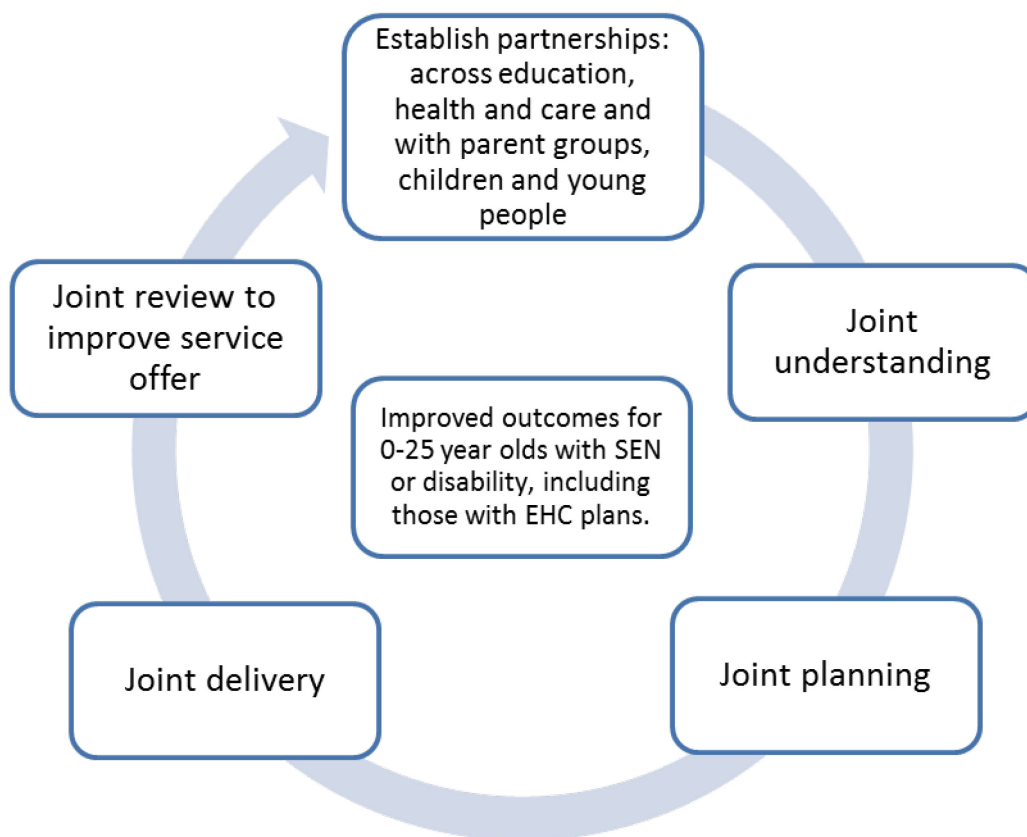 Establish partnerships:
across education,
health and care and
with parent groups,
children and young
people
Joint
understanding
Joint planning
Joint delivery
Joint review to
improve service
offer
Improved outcomes for
0-25 year olds with SEN
or disability, including
those with EHC plans.